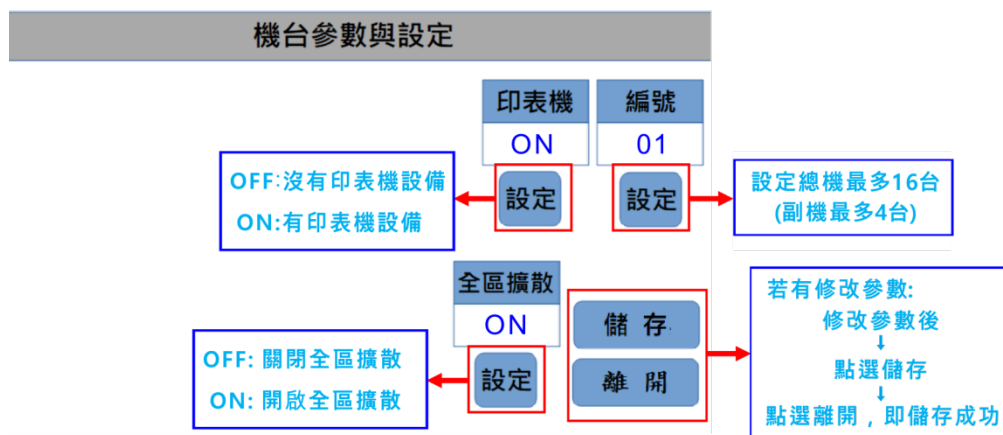 機台參數與設定
印表機
編號
ON
01
OFF:沒有印表機設備
ON:有印表機設備
設定
設定
設定總機最多16台
(副機最多4台)
全區擴散
ON
OFF: 關閉全區擴散
ON: 開啟全區擴散
設定
儲 存
離 開
若有修改參數:
修改參數後
↓
點選儲存
↓
點選離開，即儲存成功